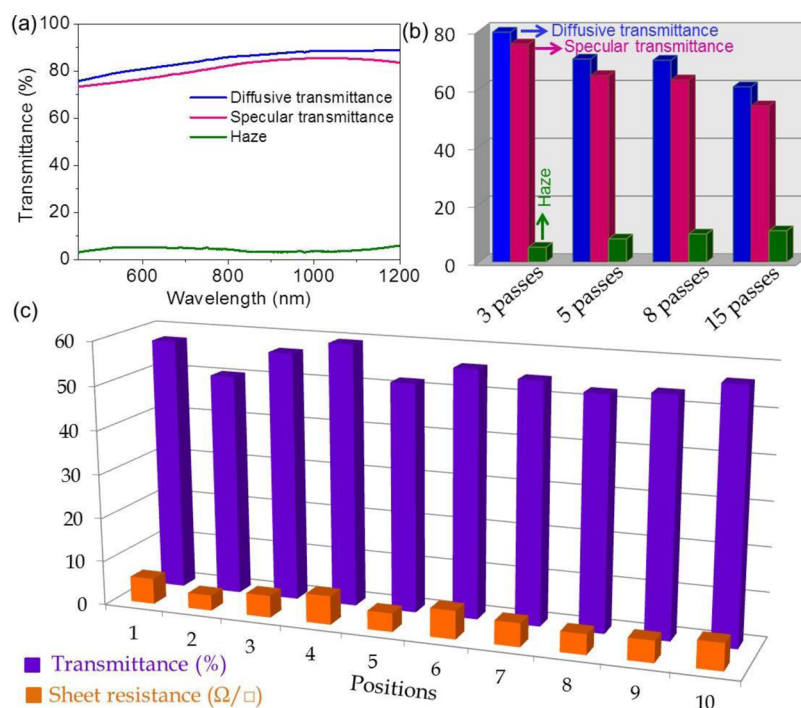 (a)
100
80
60
40
20
0
Transmittance (%)
Diffusive transmittance
Specular transmittance
Haze
600 800 1000 1200
Wavelength (nm)
(b)
80
60
40
20
0
Diffusive transmittance
Specular transmittance
Haze
3 passes
5 passes
8 passes
15 passes
(c)
60
50
40
30
20
10
0
1 2 3 4 5 6 7 8 9 10
Positions
Transmittance (%)
Sheet resistance (Ω/□)